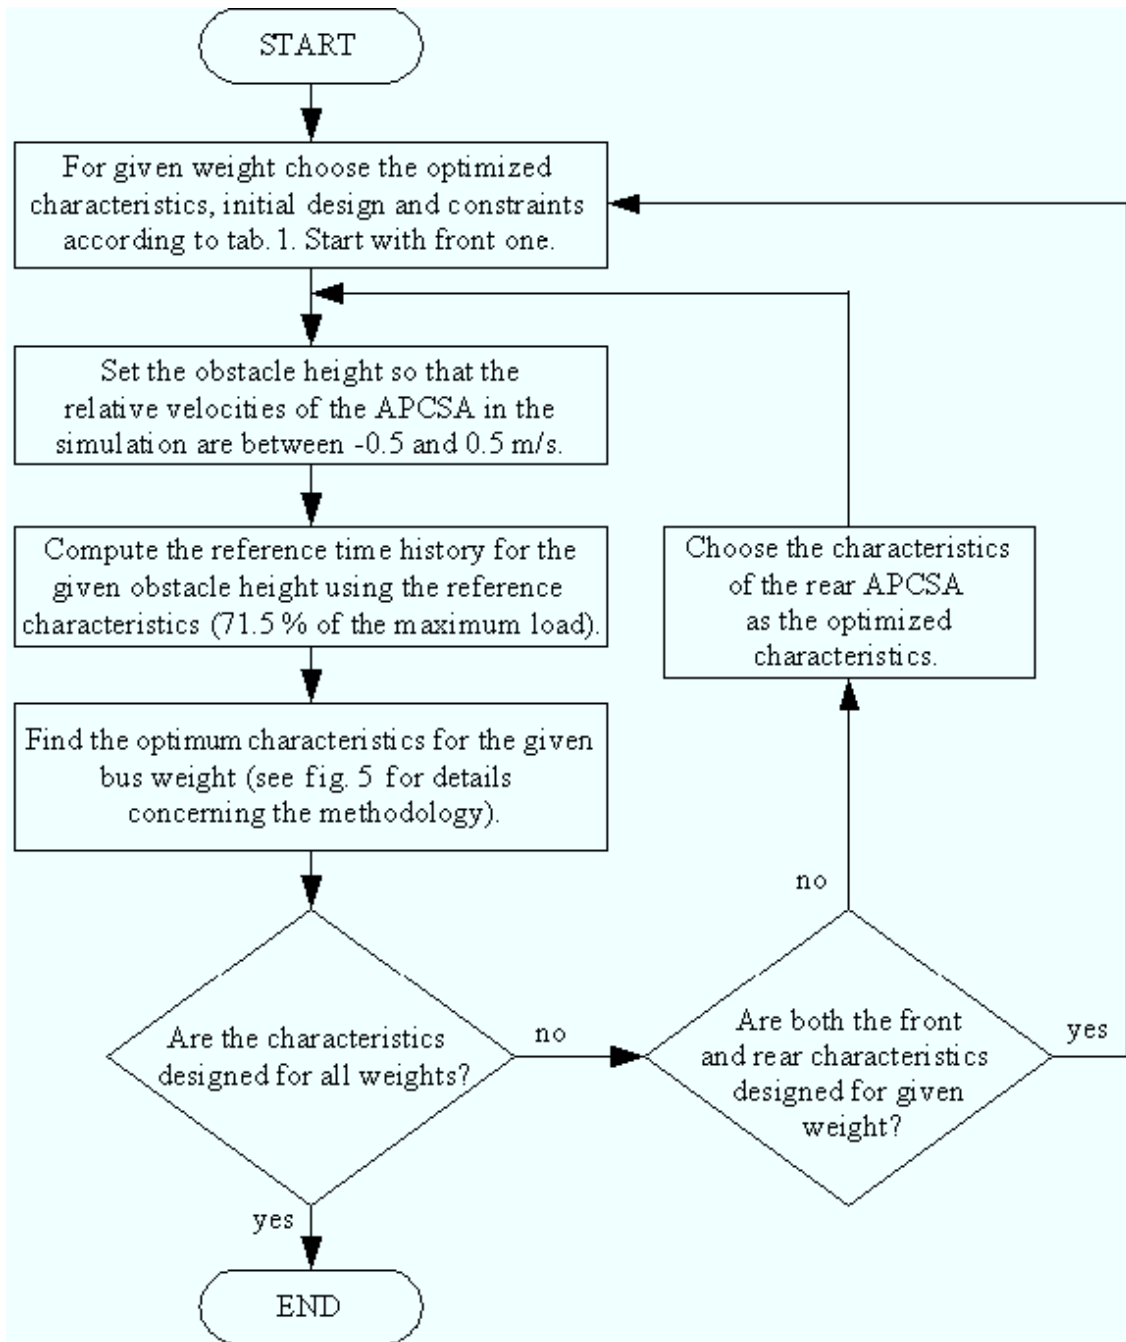 START
For given weight choose the optimized
characteristics, initial design and constraints
according to tab. 1. Start with front one.
Set the obstacle height so that the
relative velocities of the APCSA in the
simulation are between -0.5 and 0.5 m/s.
Compute the reference time history for the
given obstacle height using the reference
characteristics (71.5 % of the maximum load).
Choose the characteristics
of the rear APCSA
as the optimized
characteristics.
Find the optimum characteristics for the given
bus weight (see fig. 5 for details
concerning the methodology).
no
Are the characteristics
designed for all weights?
no
Are both the front
and rear characteristics
designed for given
weight?
yes
yes
END